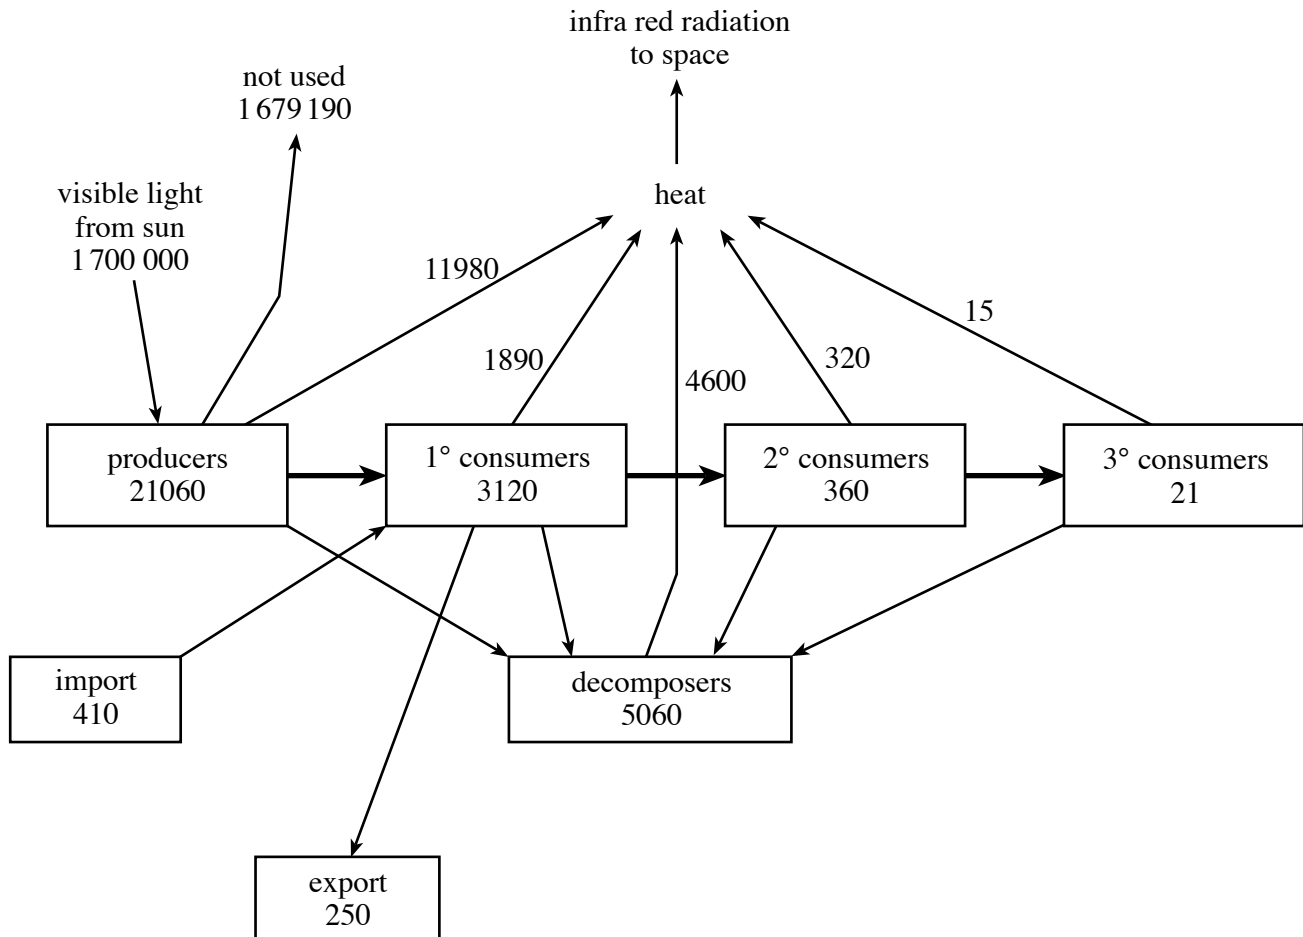 infra red radiation
to space
not used
1 679 190
visible light
from sun
1 700 000
heat
11980
1890
4600
320
15
producers
21060
1° consumers
3120
2° consumers
360
3° consumers
21
import
410
decomposers
5060
export
250